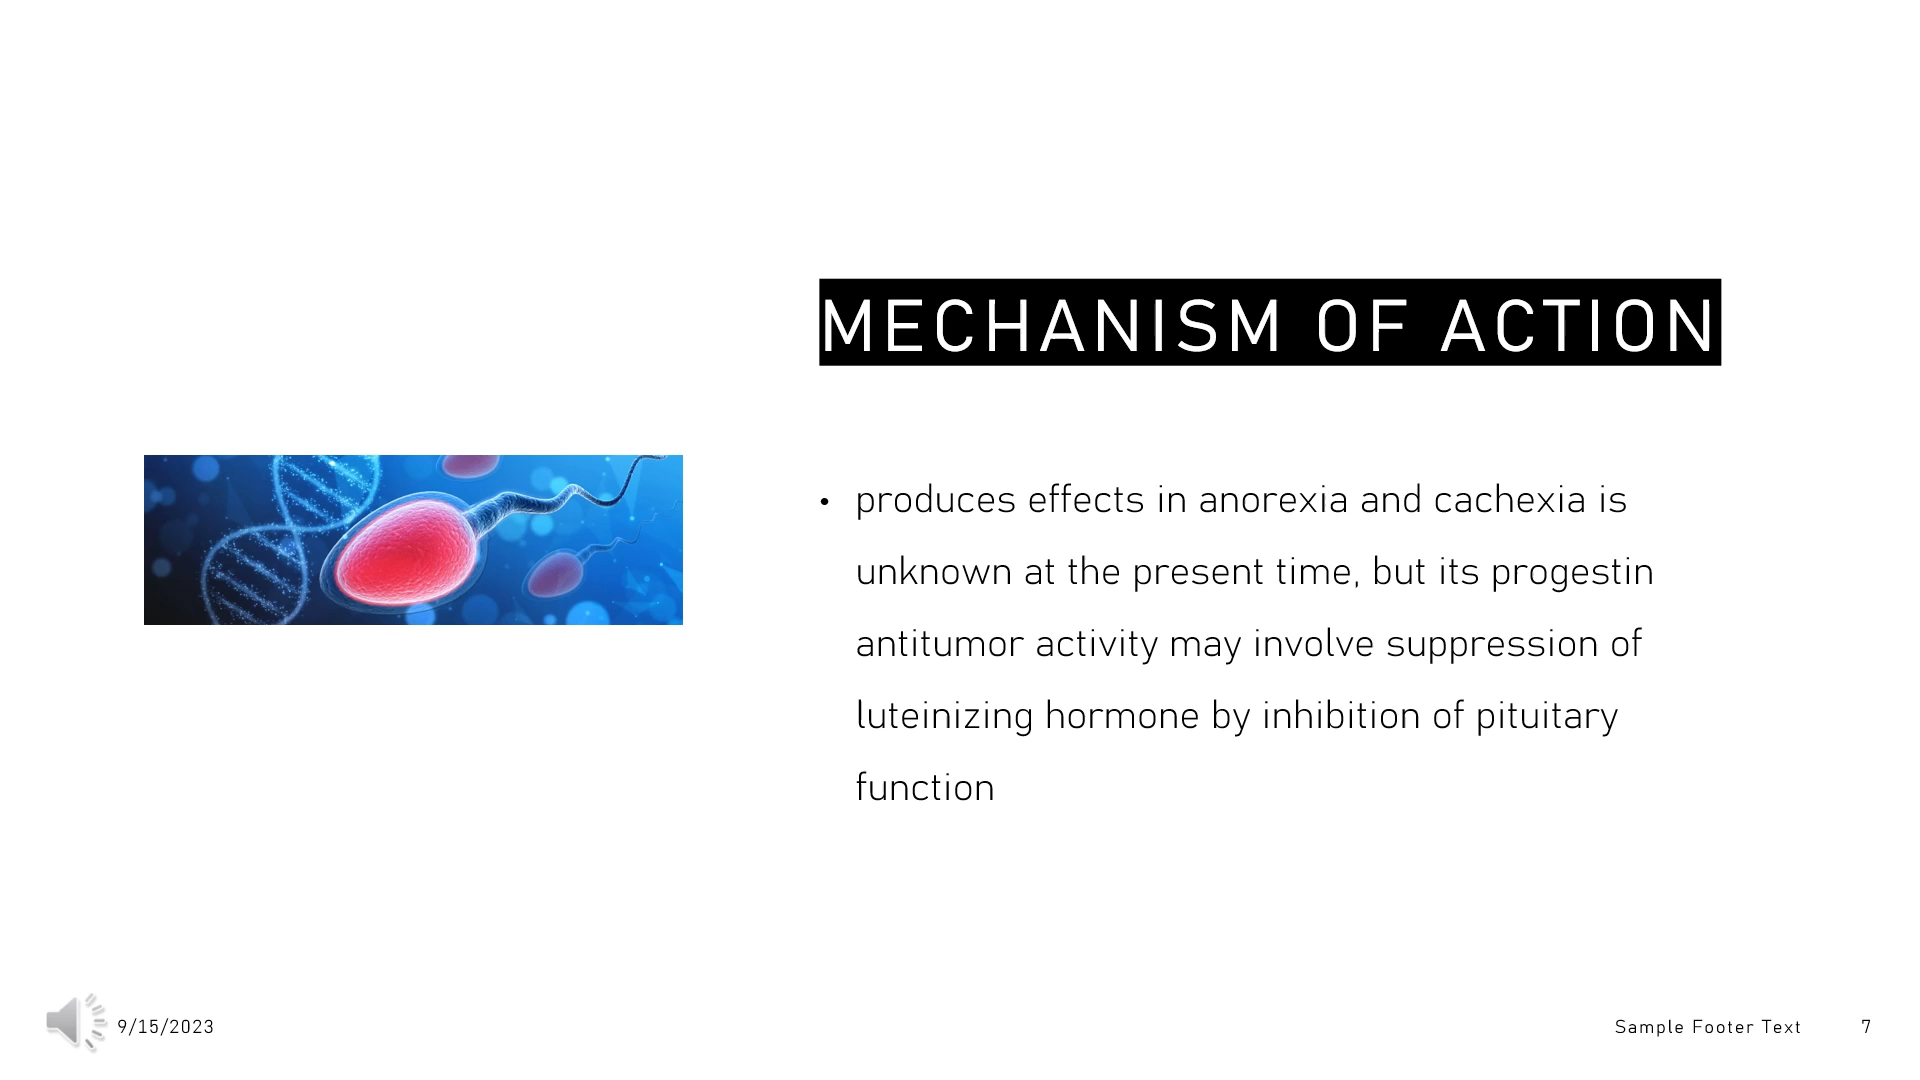 MECHANISM OF ACTION
• produces effects in anorexia and cachexia is
unknown at the present time, but its progestin
antitumor activity may involve suppression of
luteinizing hormone by inhibition of pituitary
function
9/15/2023
Sample Footer Text
7